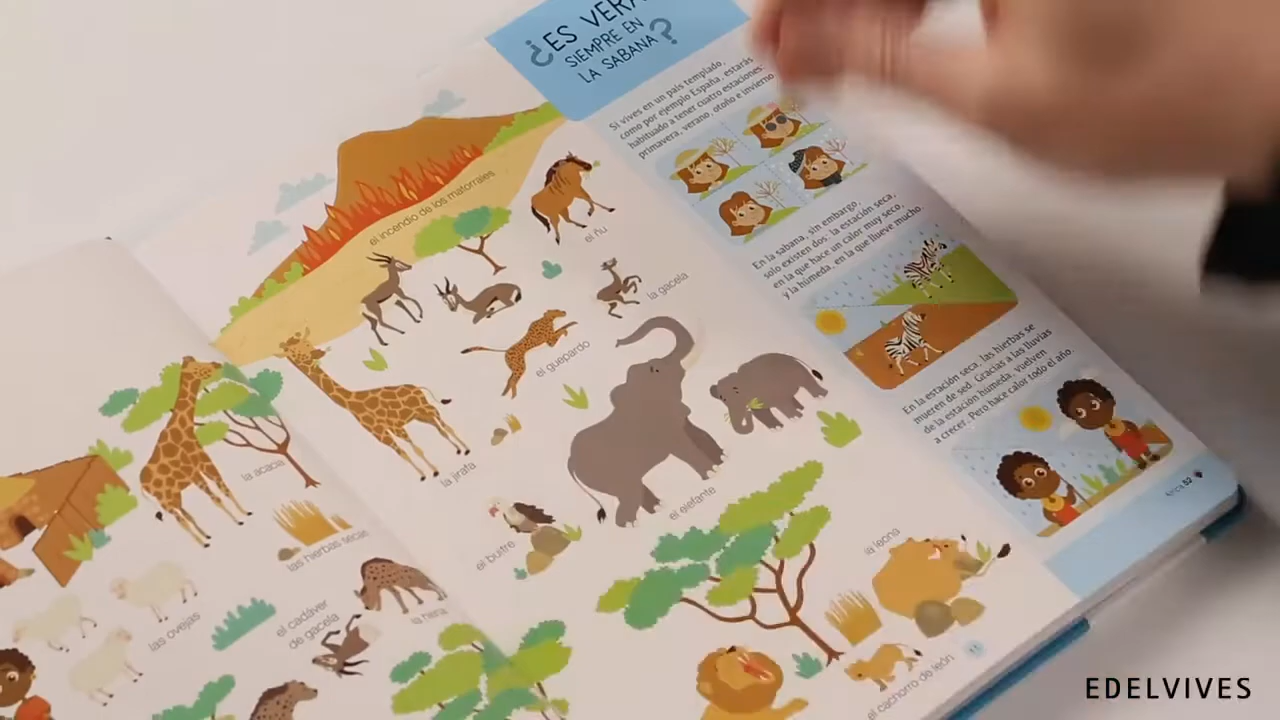 ¿ES VERA
SIEMPRE EN
LA SABANA?
Si vives en un país templado,
como por ejemplo España, estarás
habituado a tener cuatro estaciones:
primavera, verano, otoño e invierno
En la sabana, sin embargo,
solo existen dos: la estación seca,
en la que hace un calor muy seco,
y la húmeda, en la que llueve mucho.
En la estación seca, las hierbas se
mueren de sed. Gracias a las lluvias
de la estación húmeda, vuelven
a crecer. Pero hace calor todo el año.
el incendio de los matorrales
el ñu
la gacela
el guepardo
la jirafa
la acacia
el elefante
el buitre
las hierbas secas
la leona
el cadáver
de gacela
la hiena
las ovejas
el cachorro de león
EDELVIVES